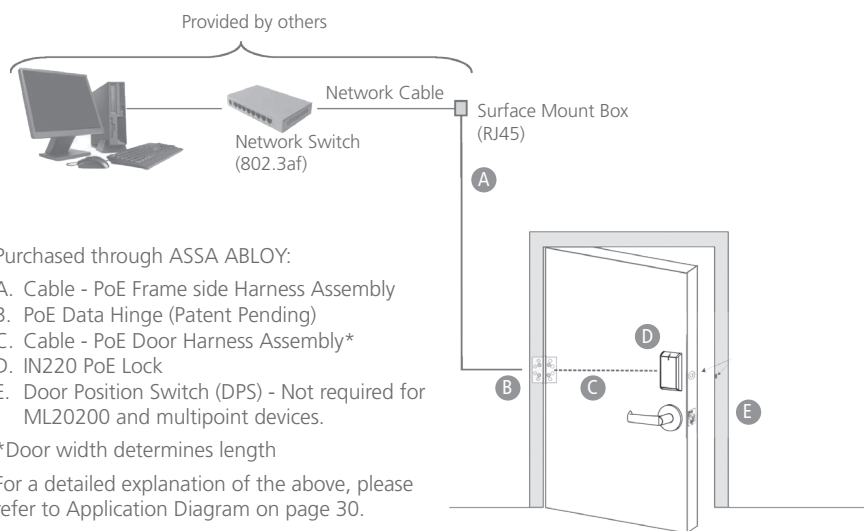 Provided by others
Network Cable
Network Switch
(802.3af)
Surface Mount Box
(RJ45)
A
urchased through ASSA ABLOY:
. Cable - PoE Frame side Harness Assembly
. PoE Data Hinge (Patent Pending)
. Cable - PoE Door Harness Assembly*
. IN220 PoE Lock
. Door Position Switch (DPS) - Not required for
ML20200 and multipoint devices.
*Door width determines length
or a detailed explanation of the above, please
refer to Application Diagram on page 30.
B
C
D
E